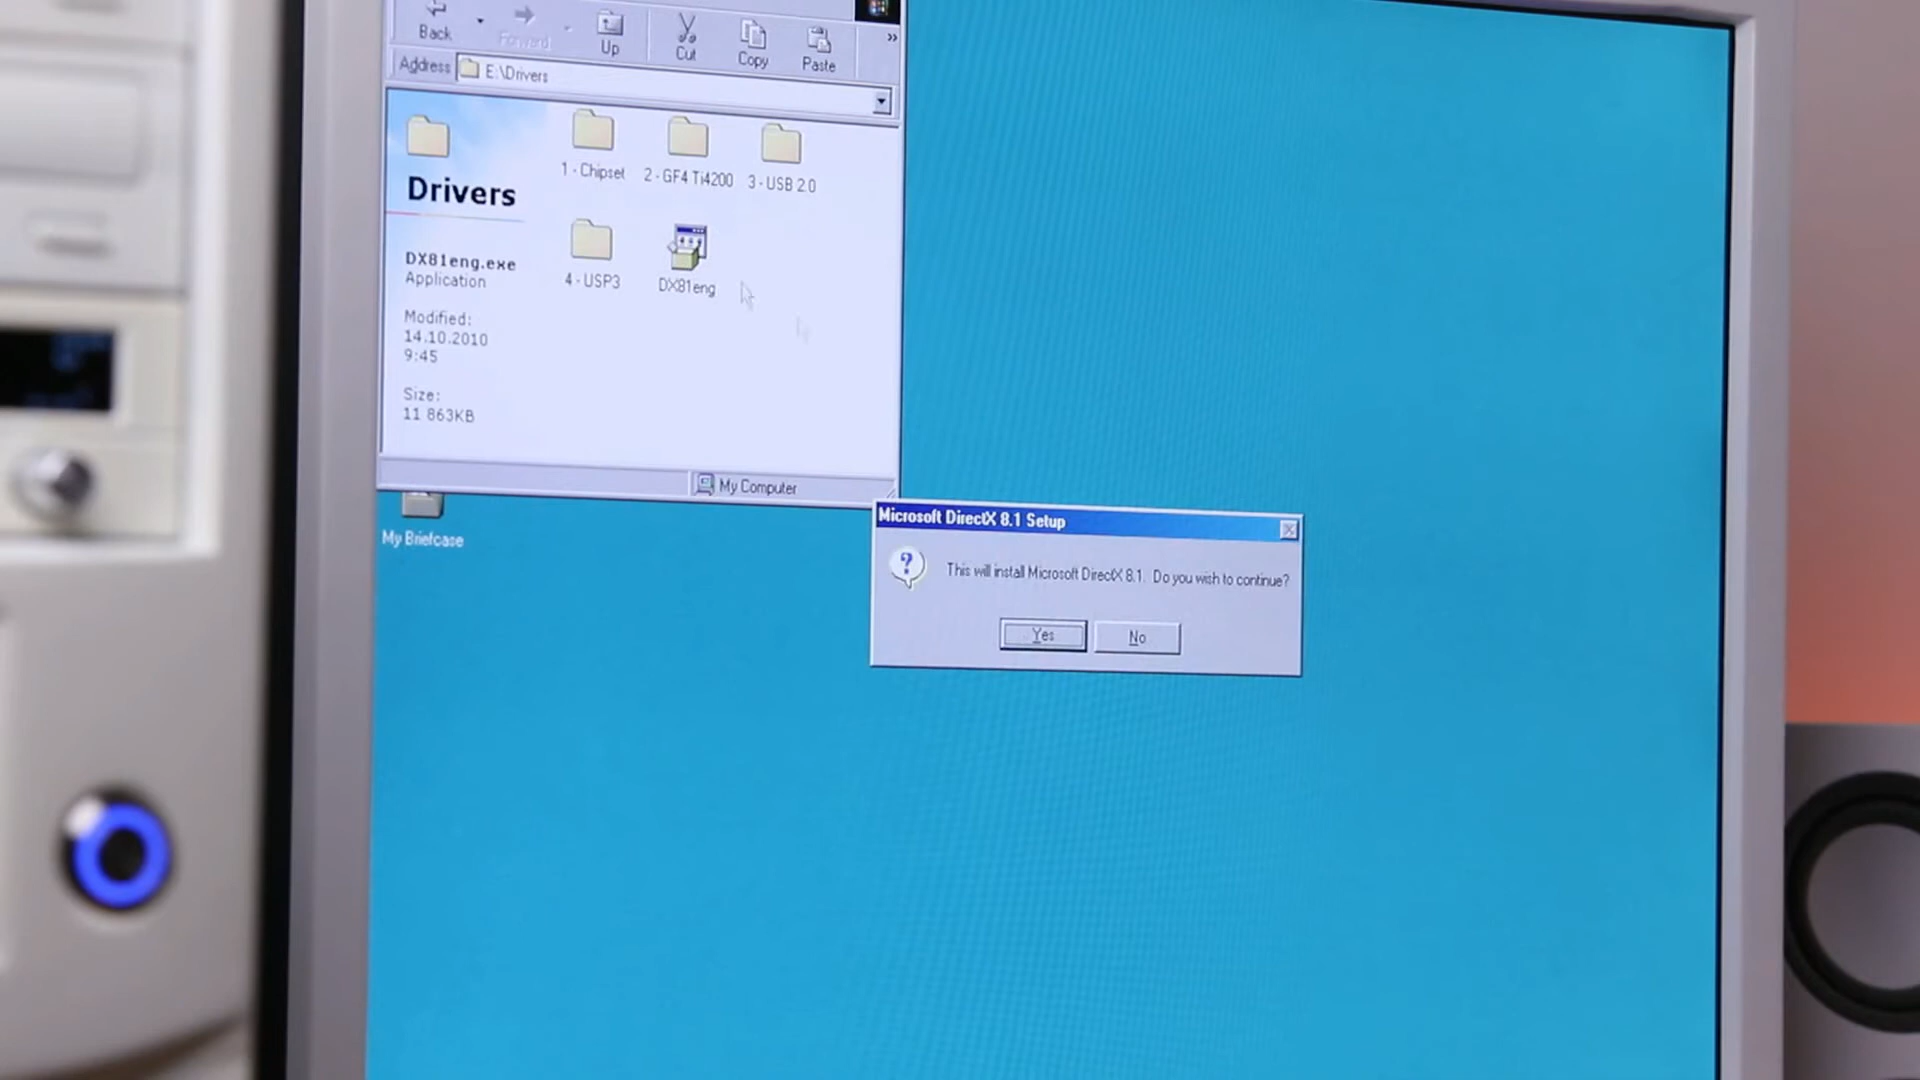 Back
Forward
Up
Cut
Copy
Paste
»
Address
E:\Drivers
Drivers
DX81eng.exe
Application
Modified:
14.10.2010
9:45
Size:
11 863KB
1 - Chipset
2 - GF4 Ti4200
3 - USB 2.0
4 - USP3
DX81eng
My Computer
My Briefcase
Microsoft DirectX 8.1 Setup
This will install Microsoft DirectX 8.1. Do you wish to continue?
Yes
No